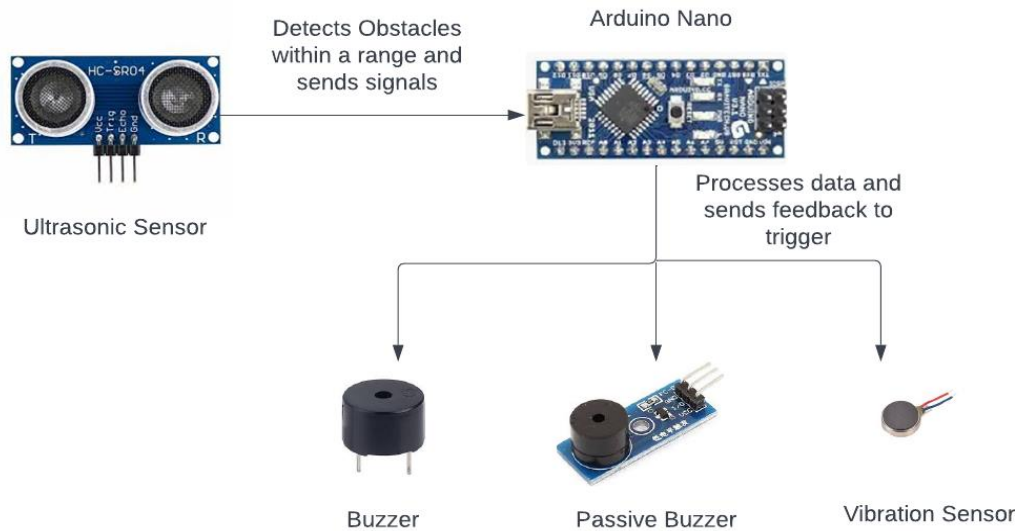 Detects Obstacles
within a range and
sends signals
Arduino Nano
HC-SR04
Vcc
Trig
Echo
Gnd
T
R
Ultrasonic Sensor
Processes data and
sends feedback to
trigger
Buzzer
Passive Buzzer
Vibration Sensor